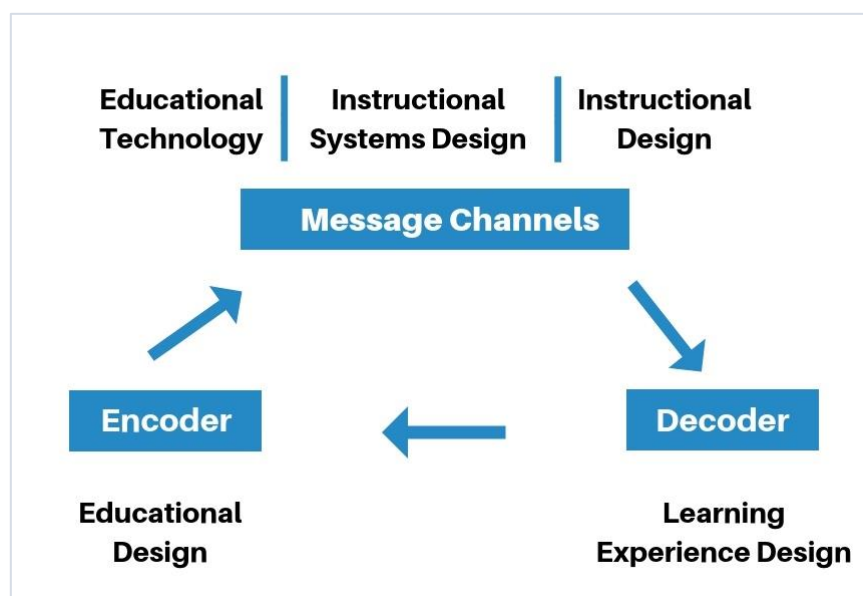 Educational
Technology
Instructional
Systems Design
Instructional
Design
Message Channels
Encoder
Decoder
Educational
Design
Learning
Experience Design